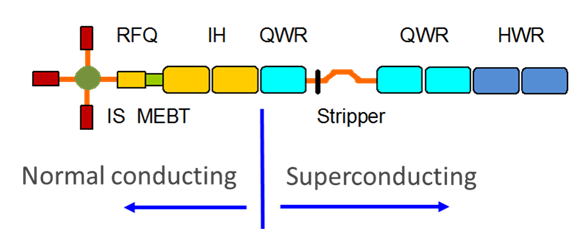 RFQ IH QWR QWR HWR
IS MEBT Stripper
Normal conducting Superconducting